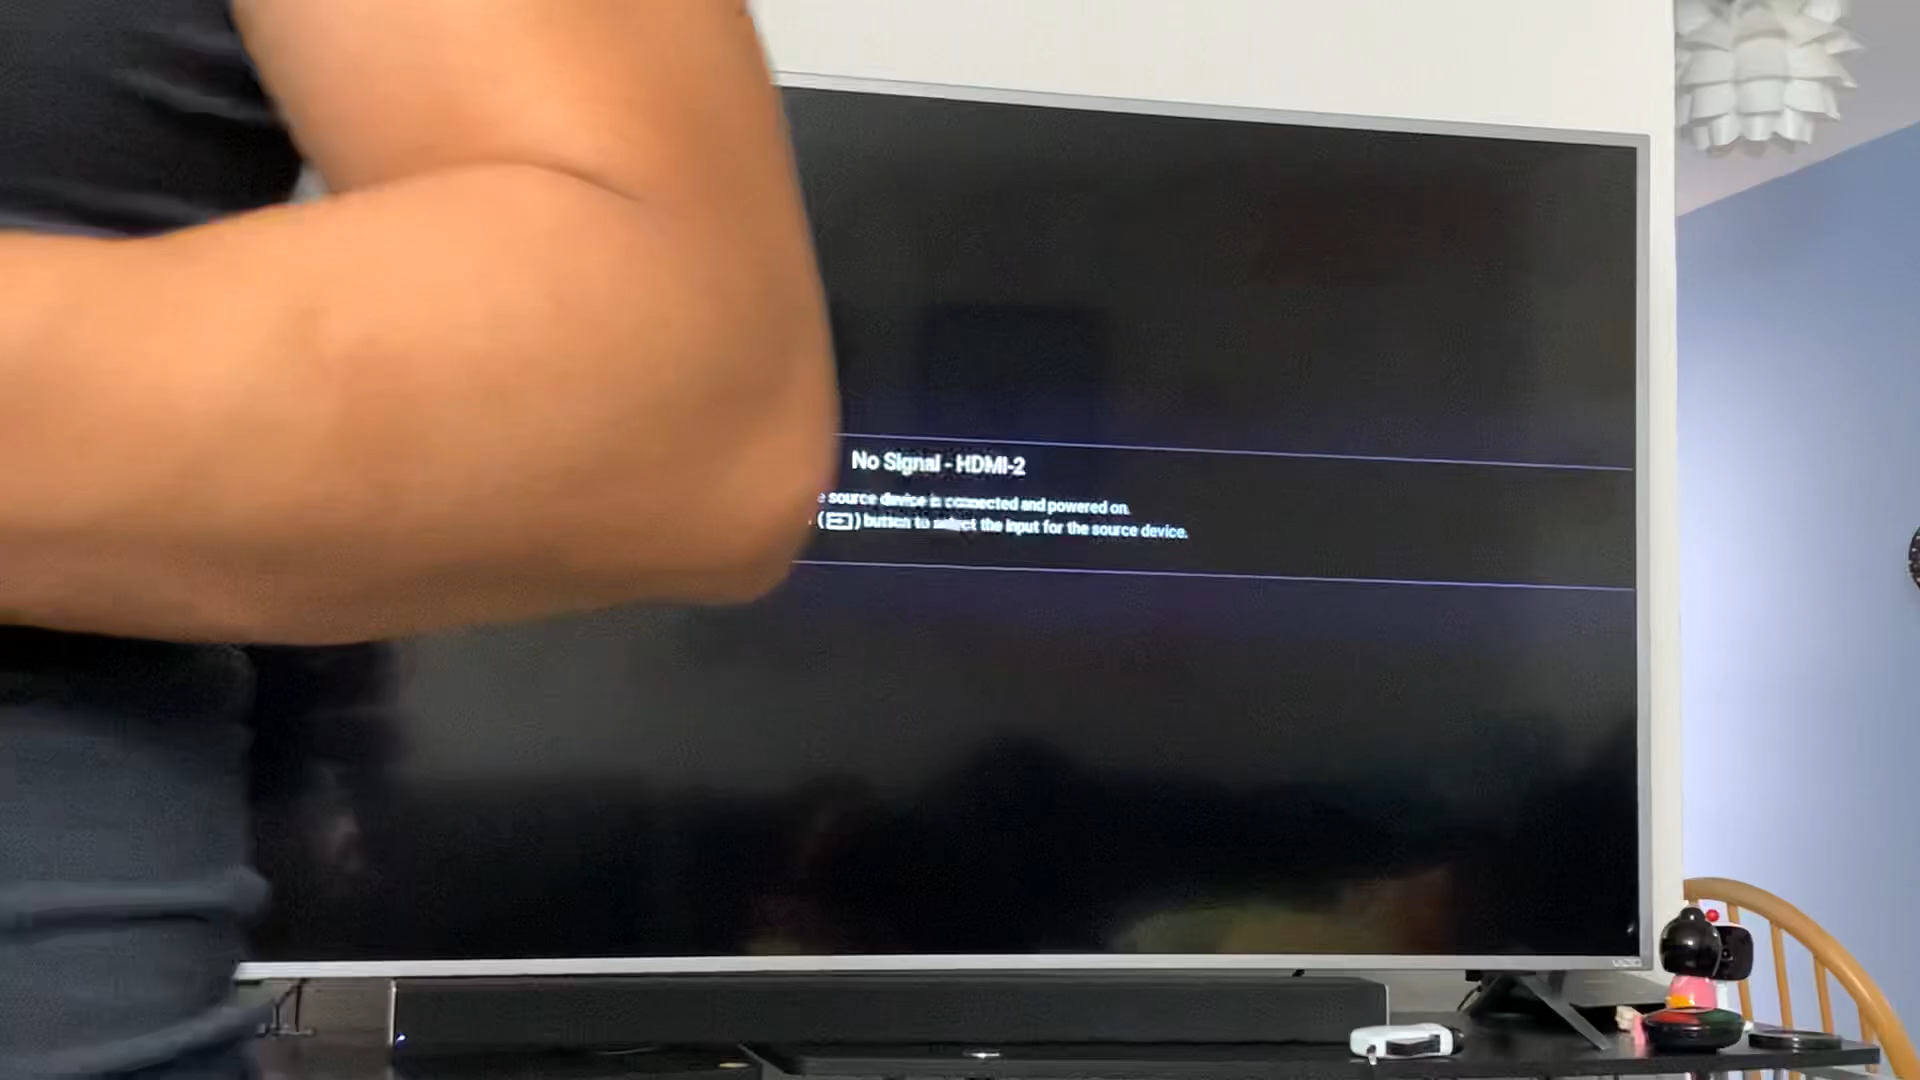 No Signal - HDMI-2
e source device is connected and powered on.
(⮽) button to select the input for the source device.
VIZIO